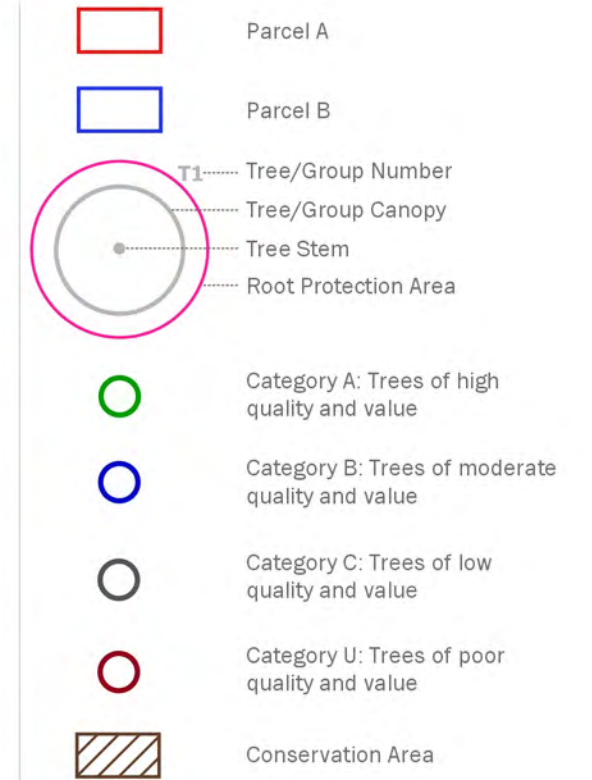 Parcel A
Parcel B
T1
Tree/Group Number
Tree/Group Canopy
Tree Stem
Root Protection Area
Category A: Trees of high
quality and value
Category B: Trees of moderate
quality and value
Category C: Trees of low
quality and value
Category U: Trees of poor
quality and value
Conservation Area